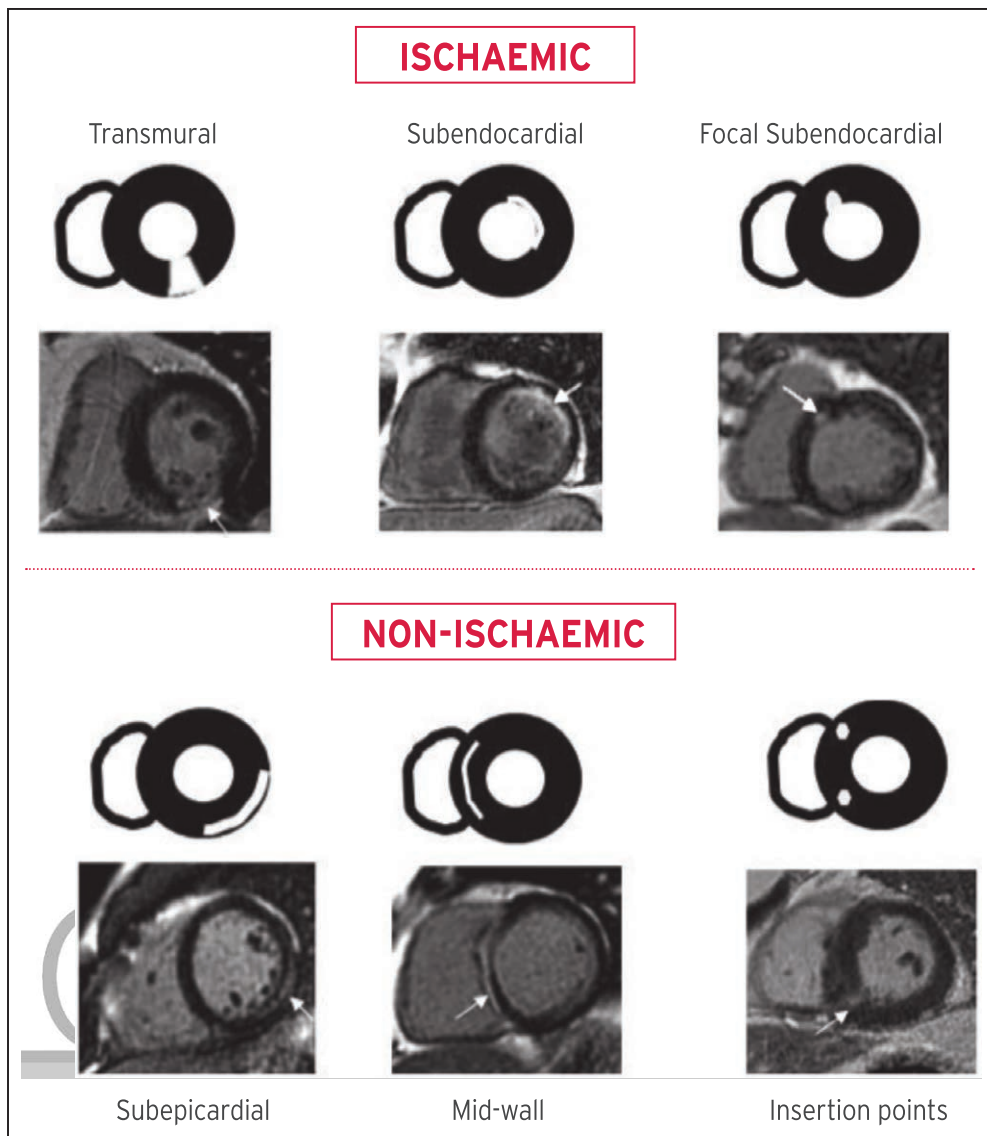 ISCHAEMIC
Transmural
Subendocardial
Focal Subendocardial
NON-ISCHAEMIC
Subepicardial
Mid-wall
Insertion points